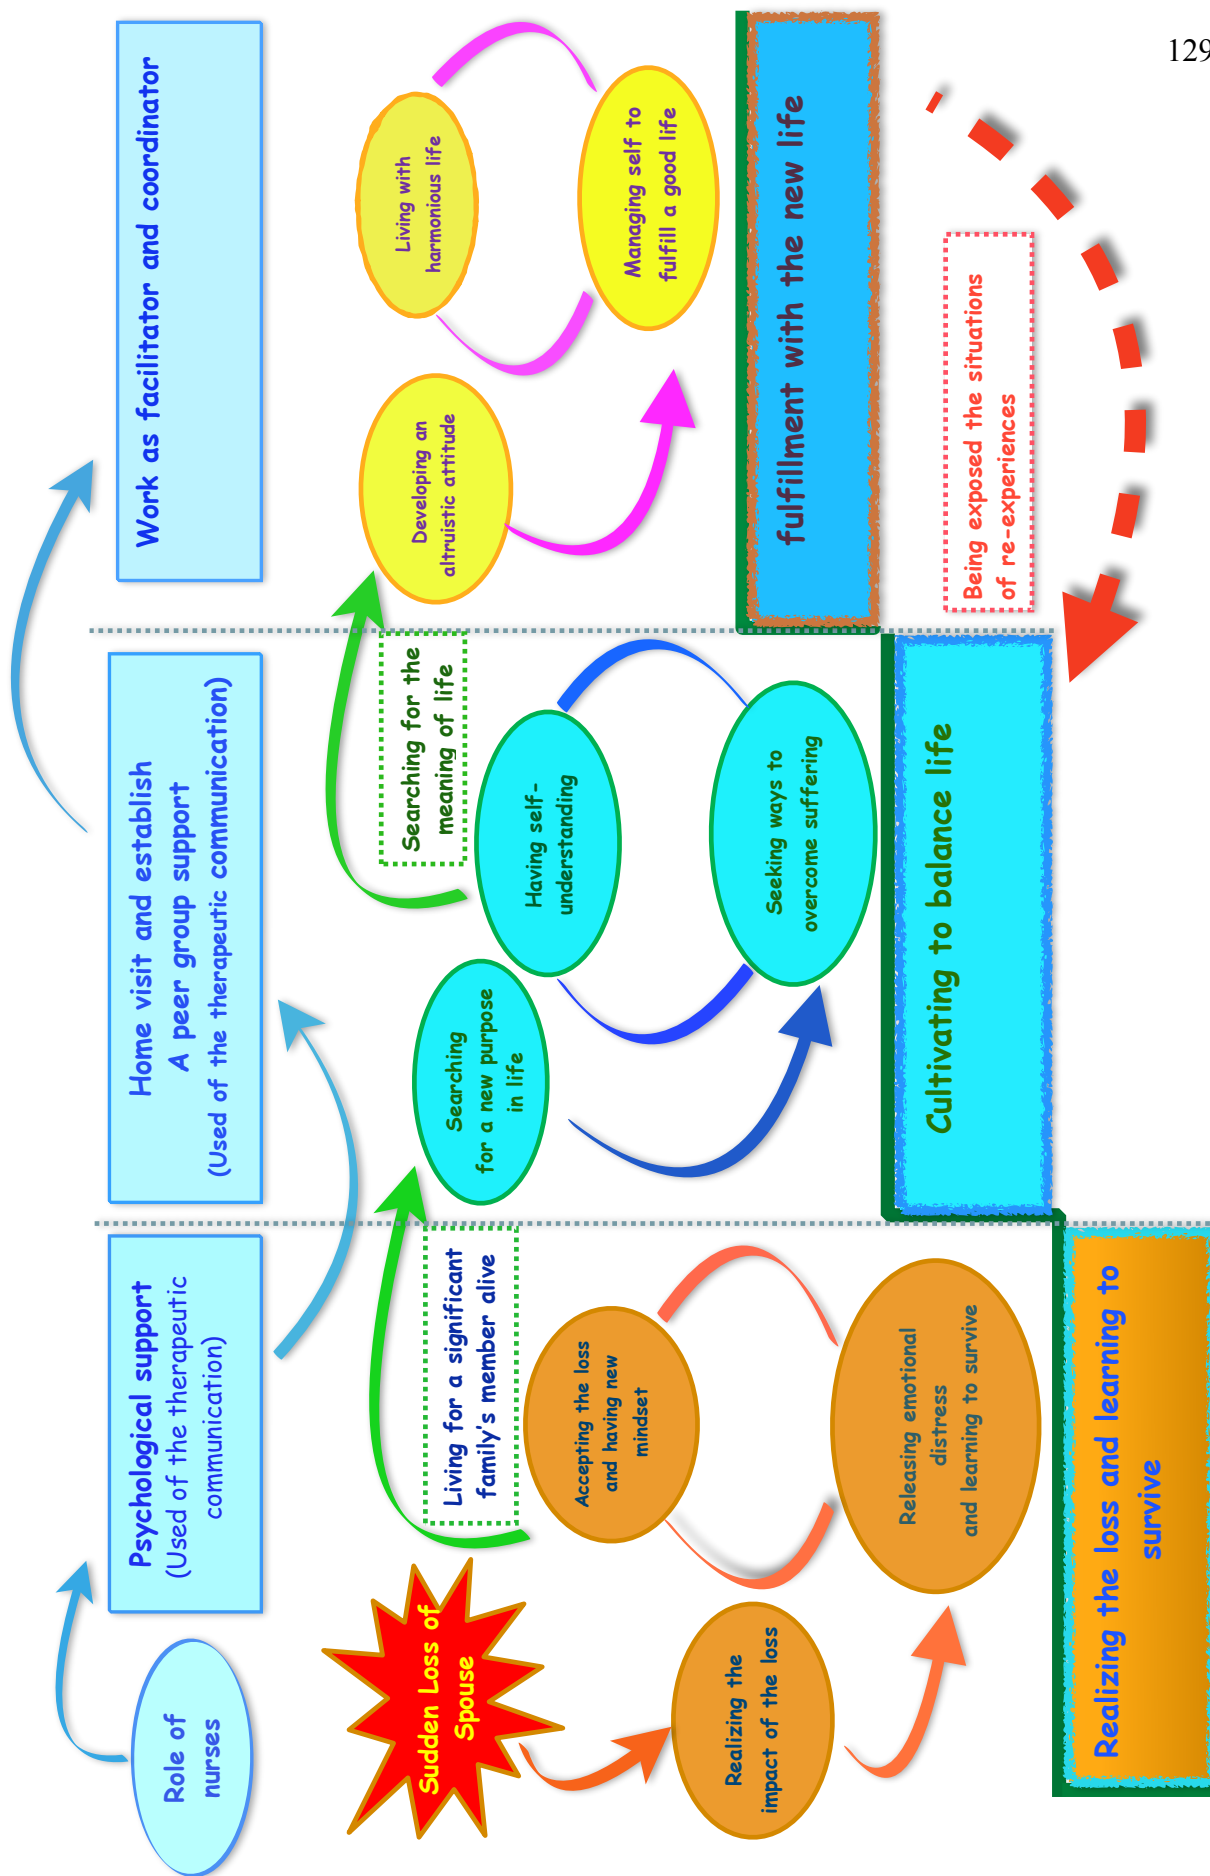 129
Role of
nurses
Psychological support
(Used of the therapeutic
communication)
Home visit and establish
A peer group support
(Used of the therapeutic communication)
Work as facilitator and coordinator
Sudden Loss of
Spouse
Realizing the
impact of the loss
Accepting the loss
and having new
mindset
Releasing emotional
distress
and learning to survive
Living for a significant
family's member alive
Searching
for a new purpose
in life
Having self-
understanding
Seeking ways to
overcome suffering
Searching for the
meaning of life
Developing an
altruistic attitude
Living with
harmonious life
Managing self to
fulfill a good life
Realizing the loss and learning to
survive
Cultivating to balance life
fulfillment with the new life
Being exposed the situations
of re-experiences